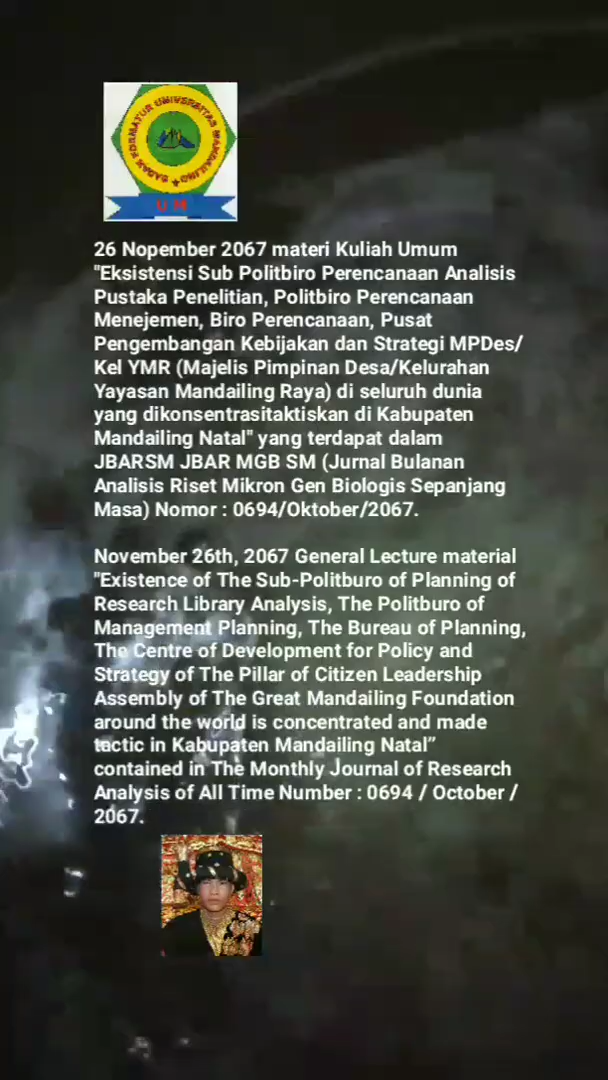 BADAN FORMATUR UNIVERSITAS MANDAILING
U M
26 Nopember 2067 materi Kuliah Umum
"Eksistensi Sub Politbiro Perencanaan Analisis
Pustaka Penelitian, Politbiro Perencanaan
Menejemen, Biro Perencanaan, Pusat
Pengembangan Kebijakan dan Strategi MPDes/
Kel YMR (Majelis Pimpinan Desa/Kelurahan
Yayasan Mandailing Raya) di seluruh dunia
yang dikonsentrasitaktiskan di Kabupaten
Mandailing Natal" yang terdapat dalam
JBARSM JBAR MGB SM (Jurnal Bulanan
Analisis Riset Mikron Gen Biologis Sepanjang
Masa) Nomor : 0694/Oktober/2067.
November 26th, 2067 General Lecture material
"Existence of The Sub-Politburo of Planning of
Research Library Analysis, The Politburo of
Management Planning, The Bureau of Planning,
The Centre of Development for Policy and
Strategy of The Pillar of Citizen Leadership
Assembly of The Great Mandailing Foundation
around the world is concentrated and made
tactic in Kabupaten Mandailing Natal”
contained in The Monthly Journal of Research
Analysis of All Time Number : 0694 / October /
2067.